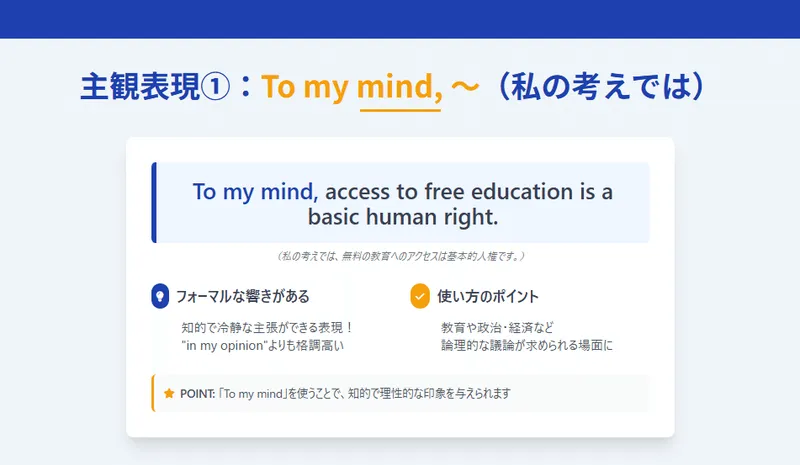 主観表現①：To my mind, ～（私の考えでは）
To my mind, access to free education is a
basic human right.
（私の考えでは、無料の教育へのアクセスは基本的人権です。）
フォーマルな響きがある
知的で冷静な主張ができる表現！
"in my opinion"よりも格調高い
使い方のポイント
教育や政治・経済など
論理的な議論が求められる場面に
POINT: 「To my mind」を使うことで、知的で理性的な印象を与えられます